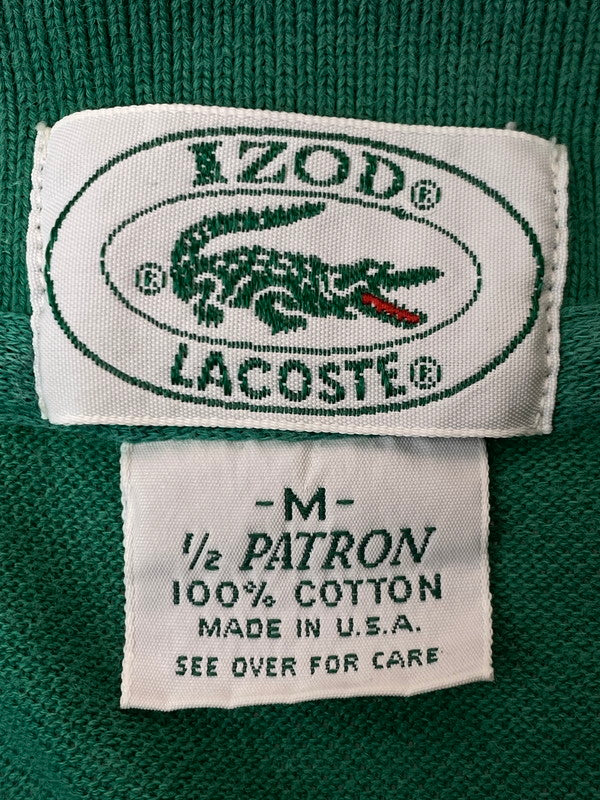 IZOD®
®
LACOSTE®
-M-
1/2 PATRON
100% COTTON
MADE IN U.S.A.
SEE OVER FOR CARE